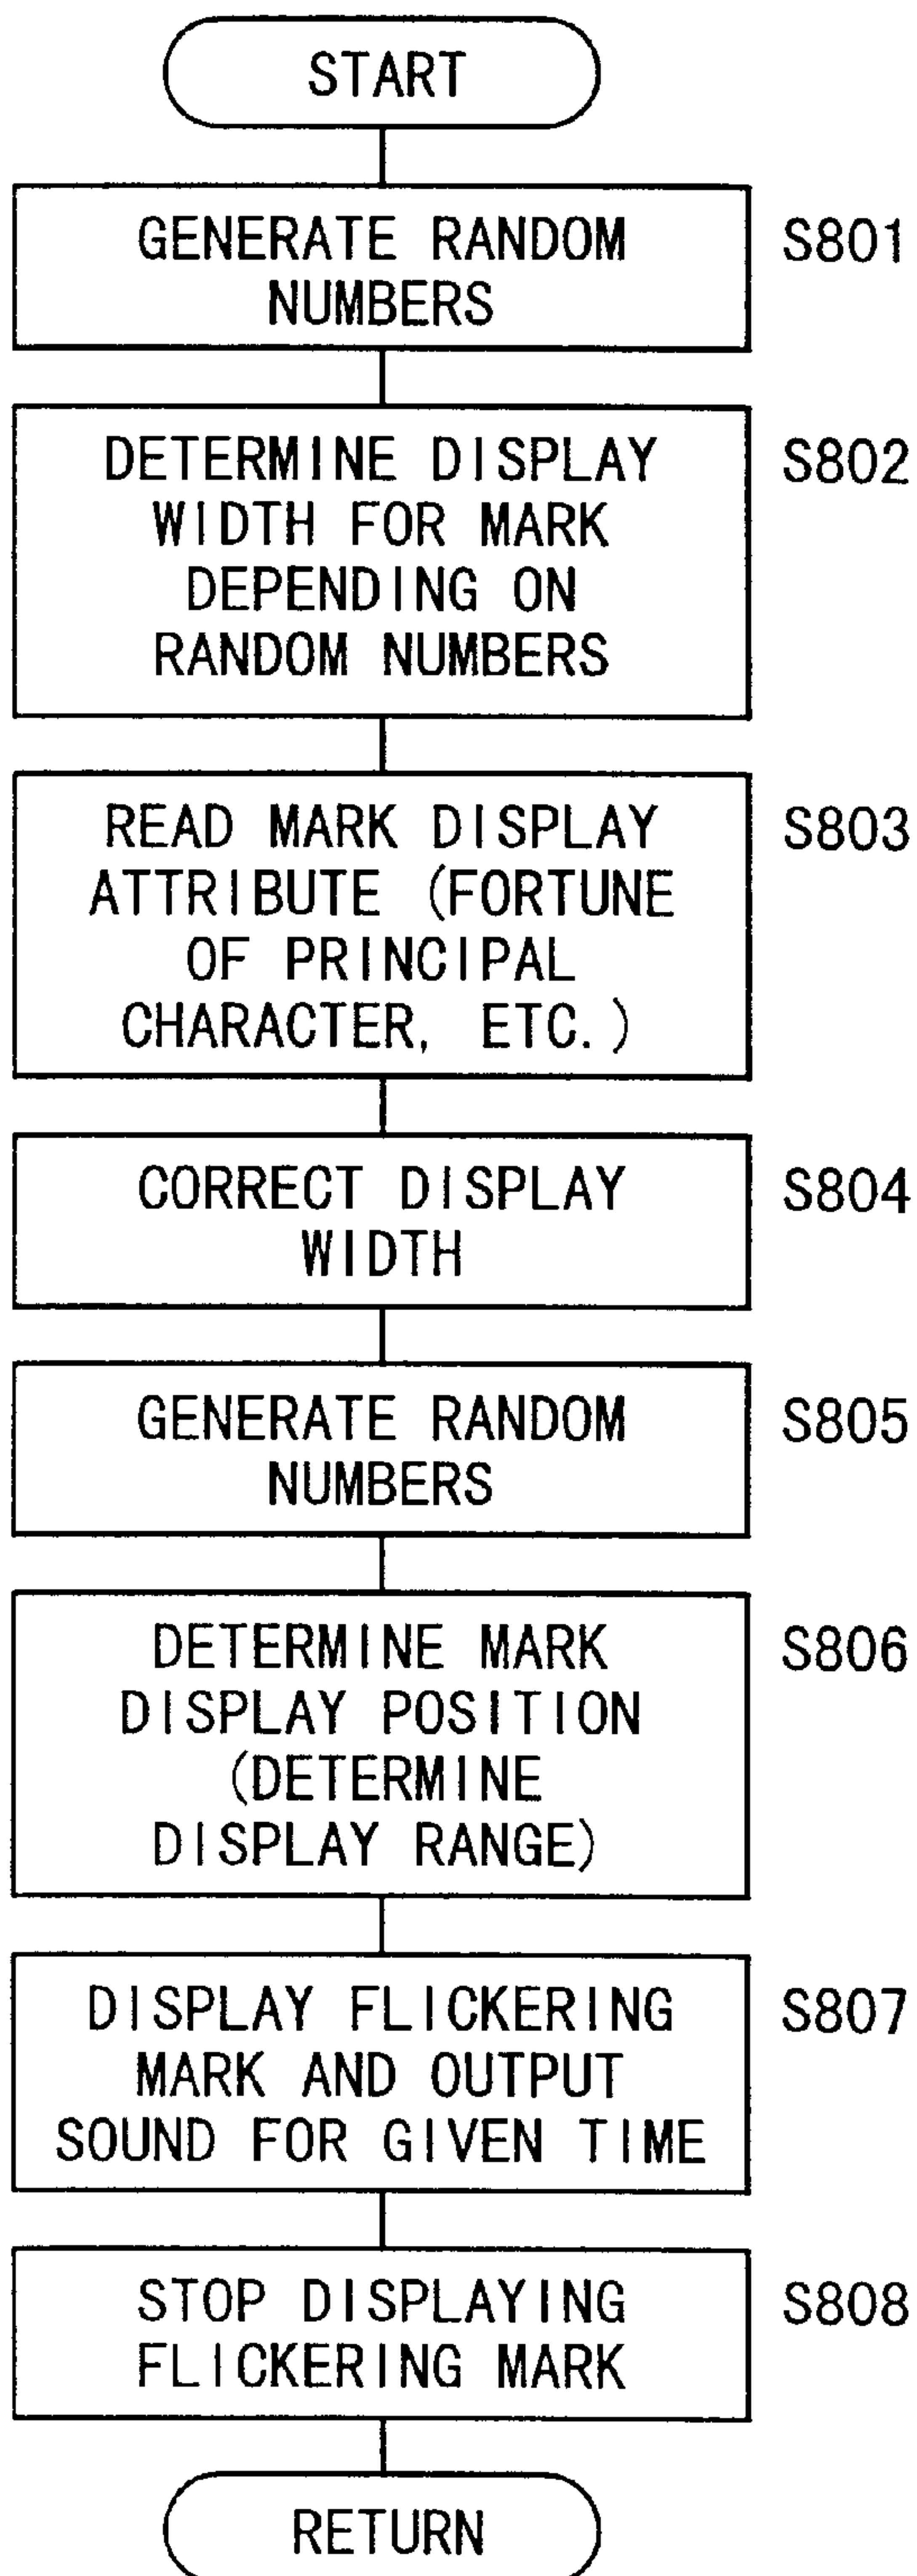 START
GENERATE RANDOM
NUMBERS
S801
DETERMINE DISPLAY
WIDTH FOR MARK
DEPENDING ON
RANDOM NUMBERS
S802
READ MARK DISPLAY
ATTRIBUTE (FORTUNE
OF PRINCIPAL
CHARACTER, ETC.)
S803
CORRECT DISPLAY
WIDTH
S804
GENERATE RANDOM
NUMBERS
S805
DETERMINE MARK
DISPLAY POSITION
(DETERMINE
DISPLAY RANGE)
S806
DISPLAY FLICKERING
MARK AND OUTPUT
SOUND FOR GIVEN TIME
S807
STOP DISPLAYING
FLICKERING MARK
S808
RETURN